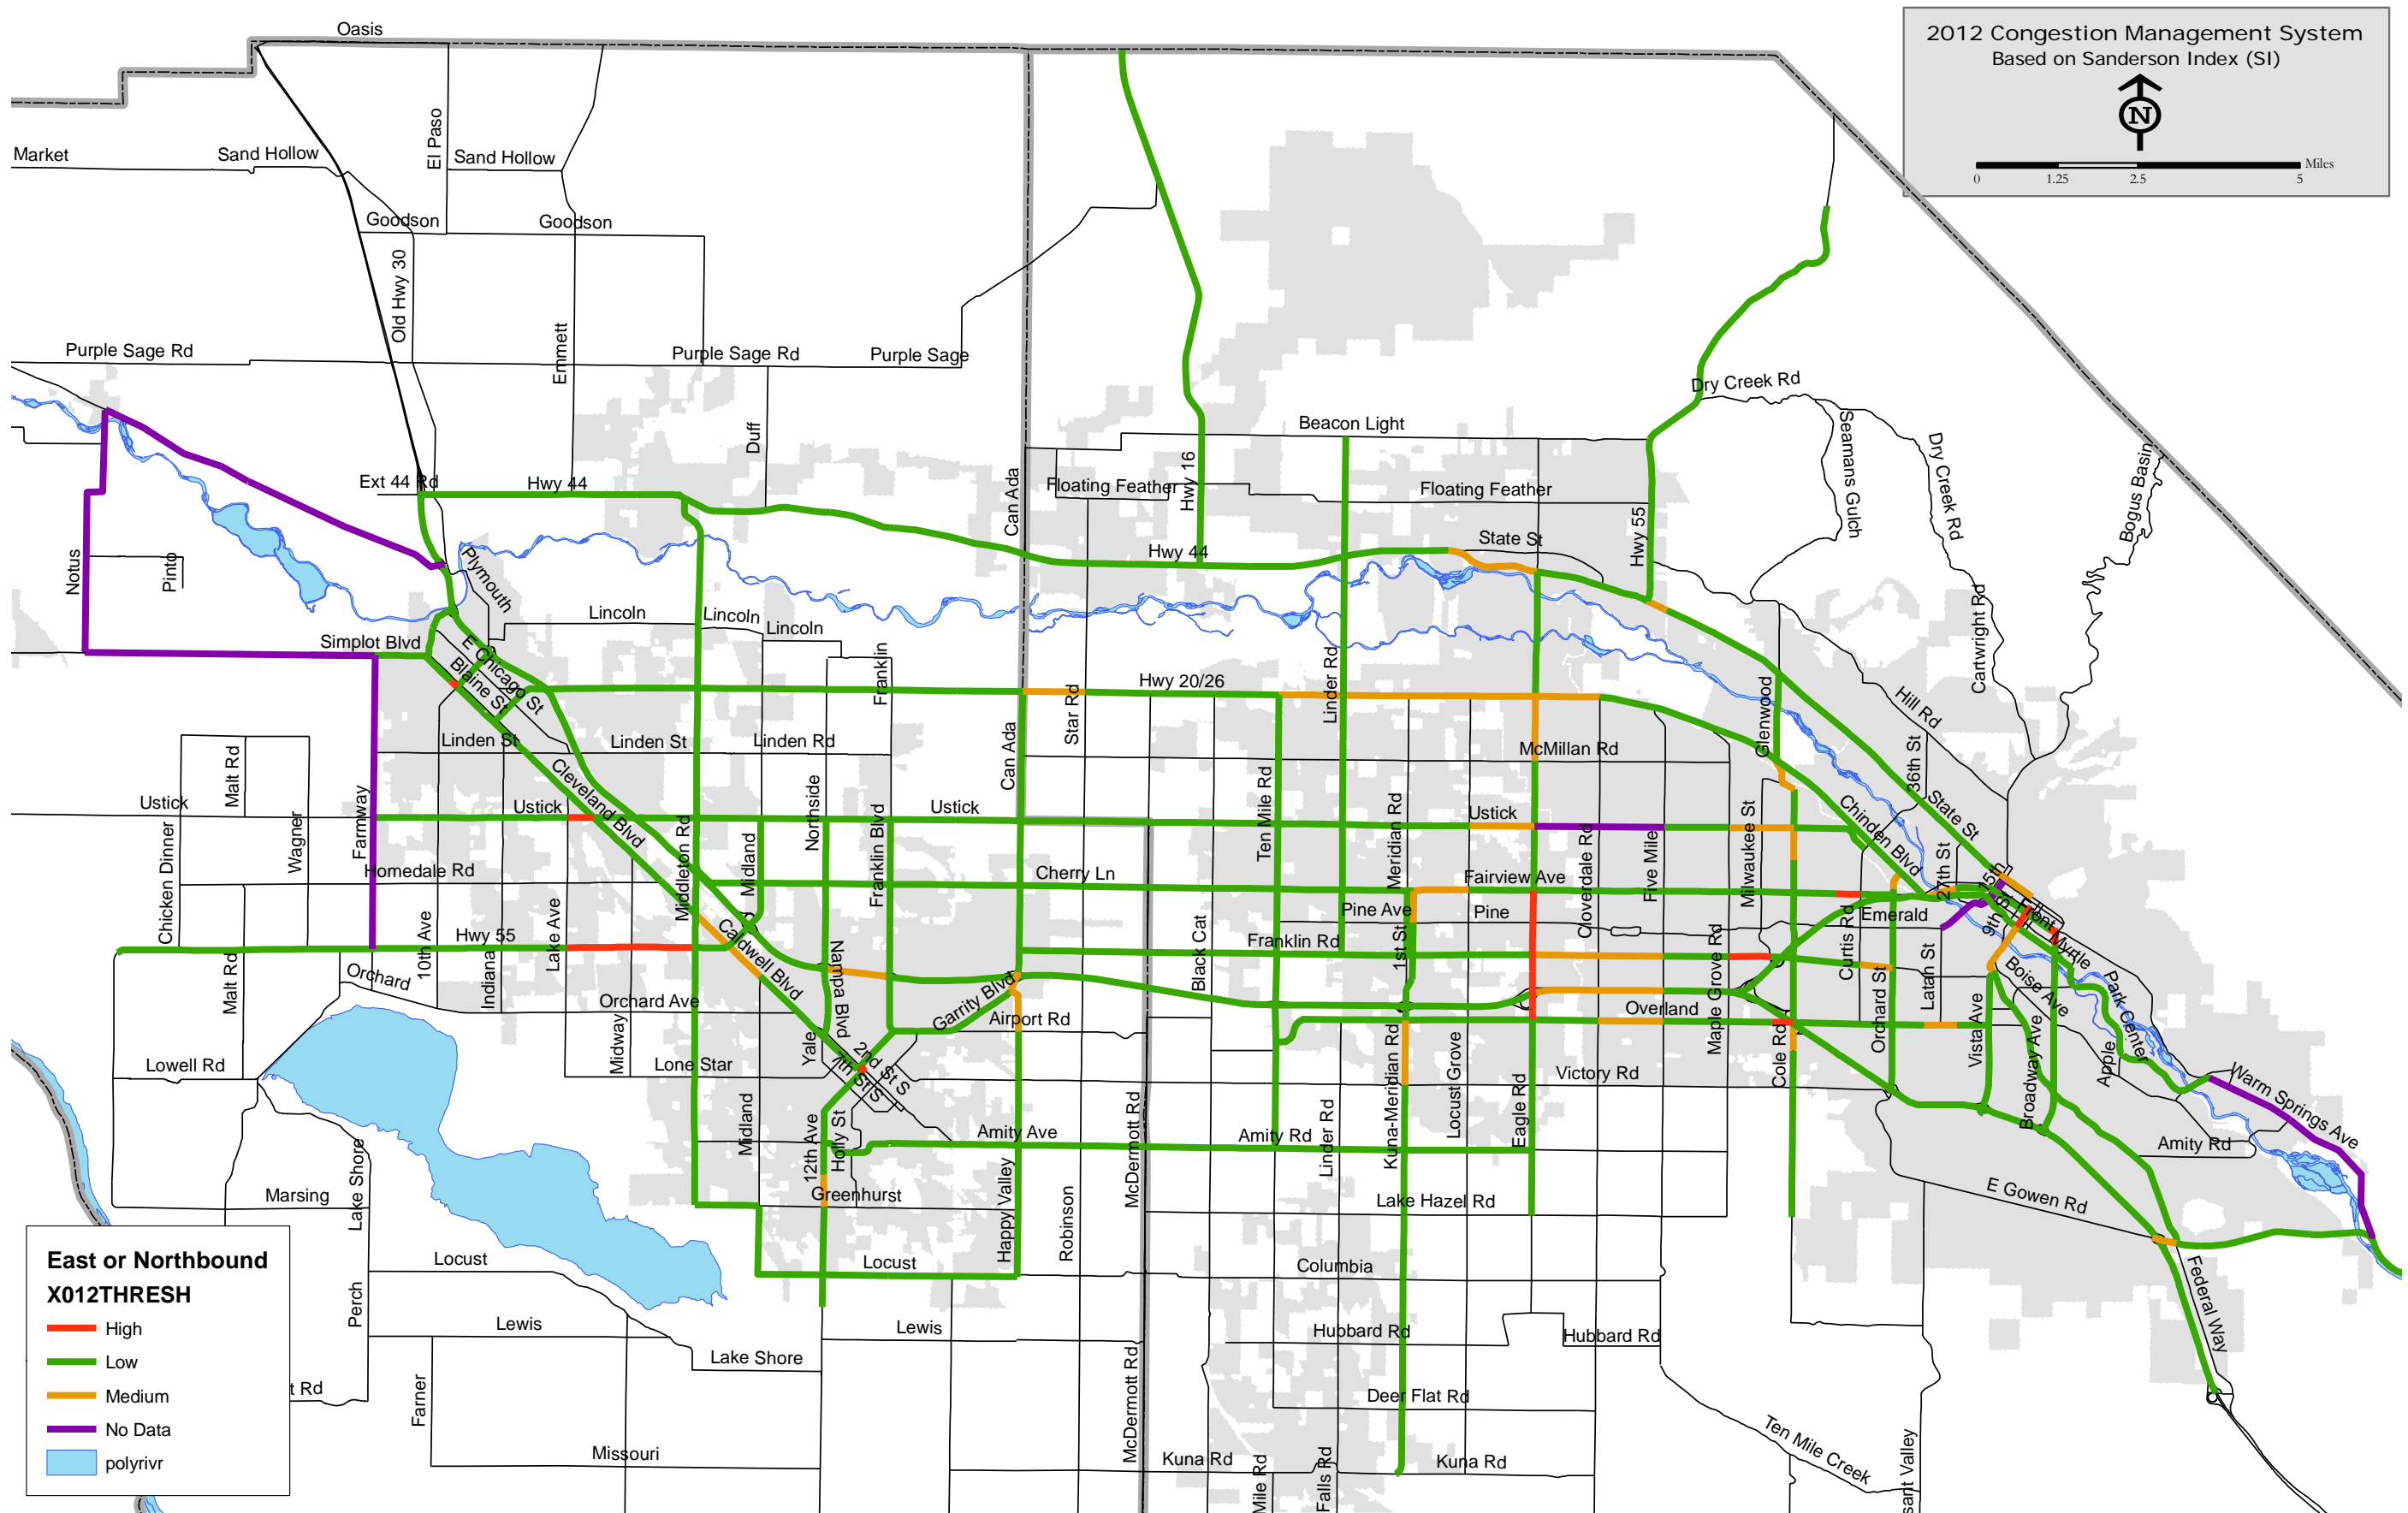 2012 Congestion Management System
Based on Sanderson Index (SI)
N
Miles
0 1.25 2.5 5
Oasis
Market
Sand Hollow
El Paso
Sand Hollow
Goodson
Goodson
Old Hwy 30
Emmett
Purple Sage Rd
Purple Sage Rd
Purple Sage
Dry Creek Rd
Beacon Light
Seamans Gulch
Dry Creek Rd
Bogus Basin
Duff
Can Ada
Hwy 16
Ext 44 Rd
Hwy 44
Floating Feather
Floating Feather
Hwy 55
State St
Hwy 44
Notus
Pinto
Plymouth
Cartwright Rd
Lincoln
Lincoln
Lincoln
Simplot Blvd
E Chicago St
Blaine St
Franklin
Star Rd
Hwy 20/26
Linder Rd
Glenwood
Hill Rd
Linden St
Linden St
Linden Rd
Can Ada
McMillan Rd
36th St
Malt Rd
Cleveland Blvd
Northside
Ten Mile Rd
Ustick
Ustick
Ustick
Ustick
Farmway
Wagner
Chicken Dinner
Middleton Rd
Midland
Franklin Blvd
Meridian Rd
Cloverdale Rd
Five Mile
Milwaukee St
Chinden Blvd
State St
27th St
15th
Homedale Rd
Cherry Ln
Fairview Ave
Pine Ave
Pine
Emerald
Front
9th St
Myrtle
Hwy 55
10th Ave
Indiana
Lake Ave
Caldwell Blvd
Nampa Blvd
Black Cat
Franklin Rd
1st St
Maple Grove Rd
Curtis Rd
Orchard St
Latah St
Boise Ave
Park Center
Malt Rd
Orchard
Orchard Ave
Garrity Blvd
Airport Rd
Overland
Vista Ave
Broadway Ave
Apple
Midway
Yale
2nd St S
7th St S
Lowell Rd
Lone Star
Kuna-Meridian Rd
Locust Grove
Eagle Rd
Victory Rd
Cole Rd
Warm Springs Ave
Midland
12th Ave
Holly St
Amity Ave
McDermott Rd
Amity Rd
Linder Rd
Amity Rd
Lake Shore
Marsing
Greenhurst
Happy Valley
Robinson
Lake Hazel Rd
E Gowen Rd
Locust
Locust
Columbia
Federal Way
Perch
Lewis
Lewis
Hubbard Rd
Hubbard Rd
Lake Shore
McDermott Rd
t Rd
Farner
Deer Flat Rd
Missouri
Kuna Rd
Kuna Rd
Mile Rd
Falls Rd
Ten Mile Creek
sant Valley
East or Northbound
X012THRESH
High
Low
Medium
No Data
polyrivr